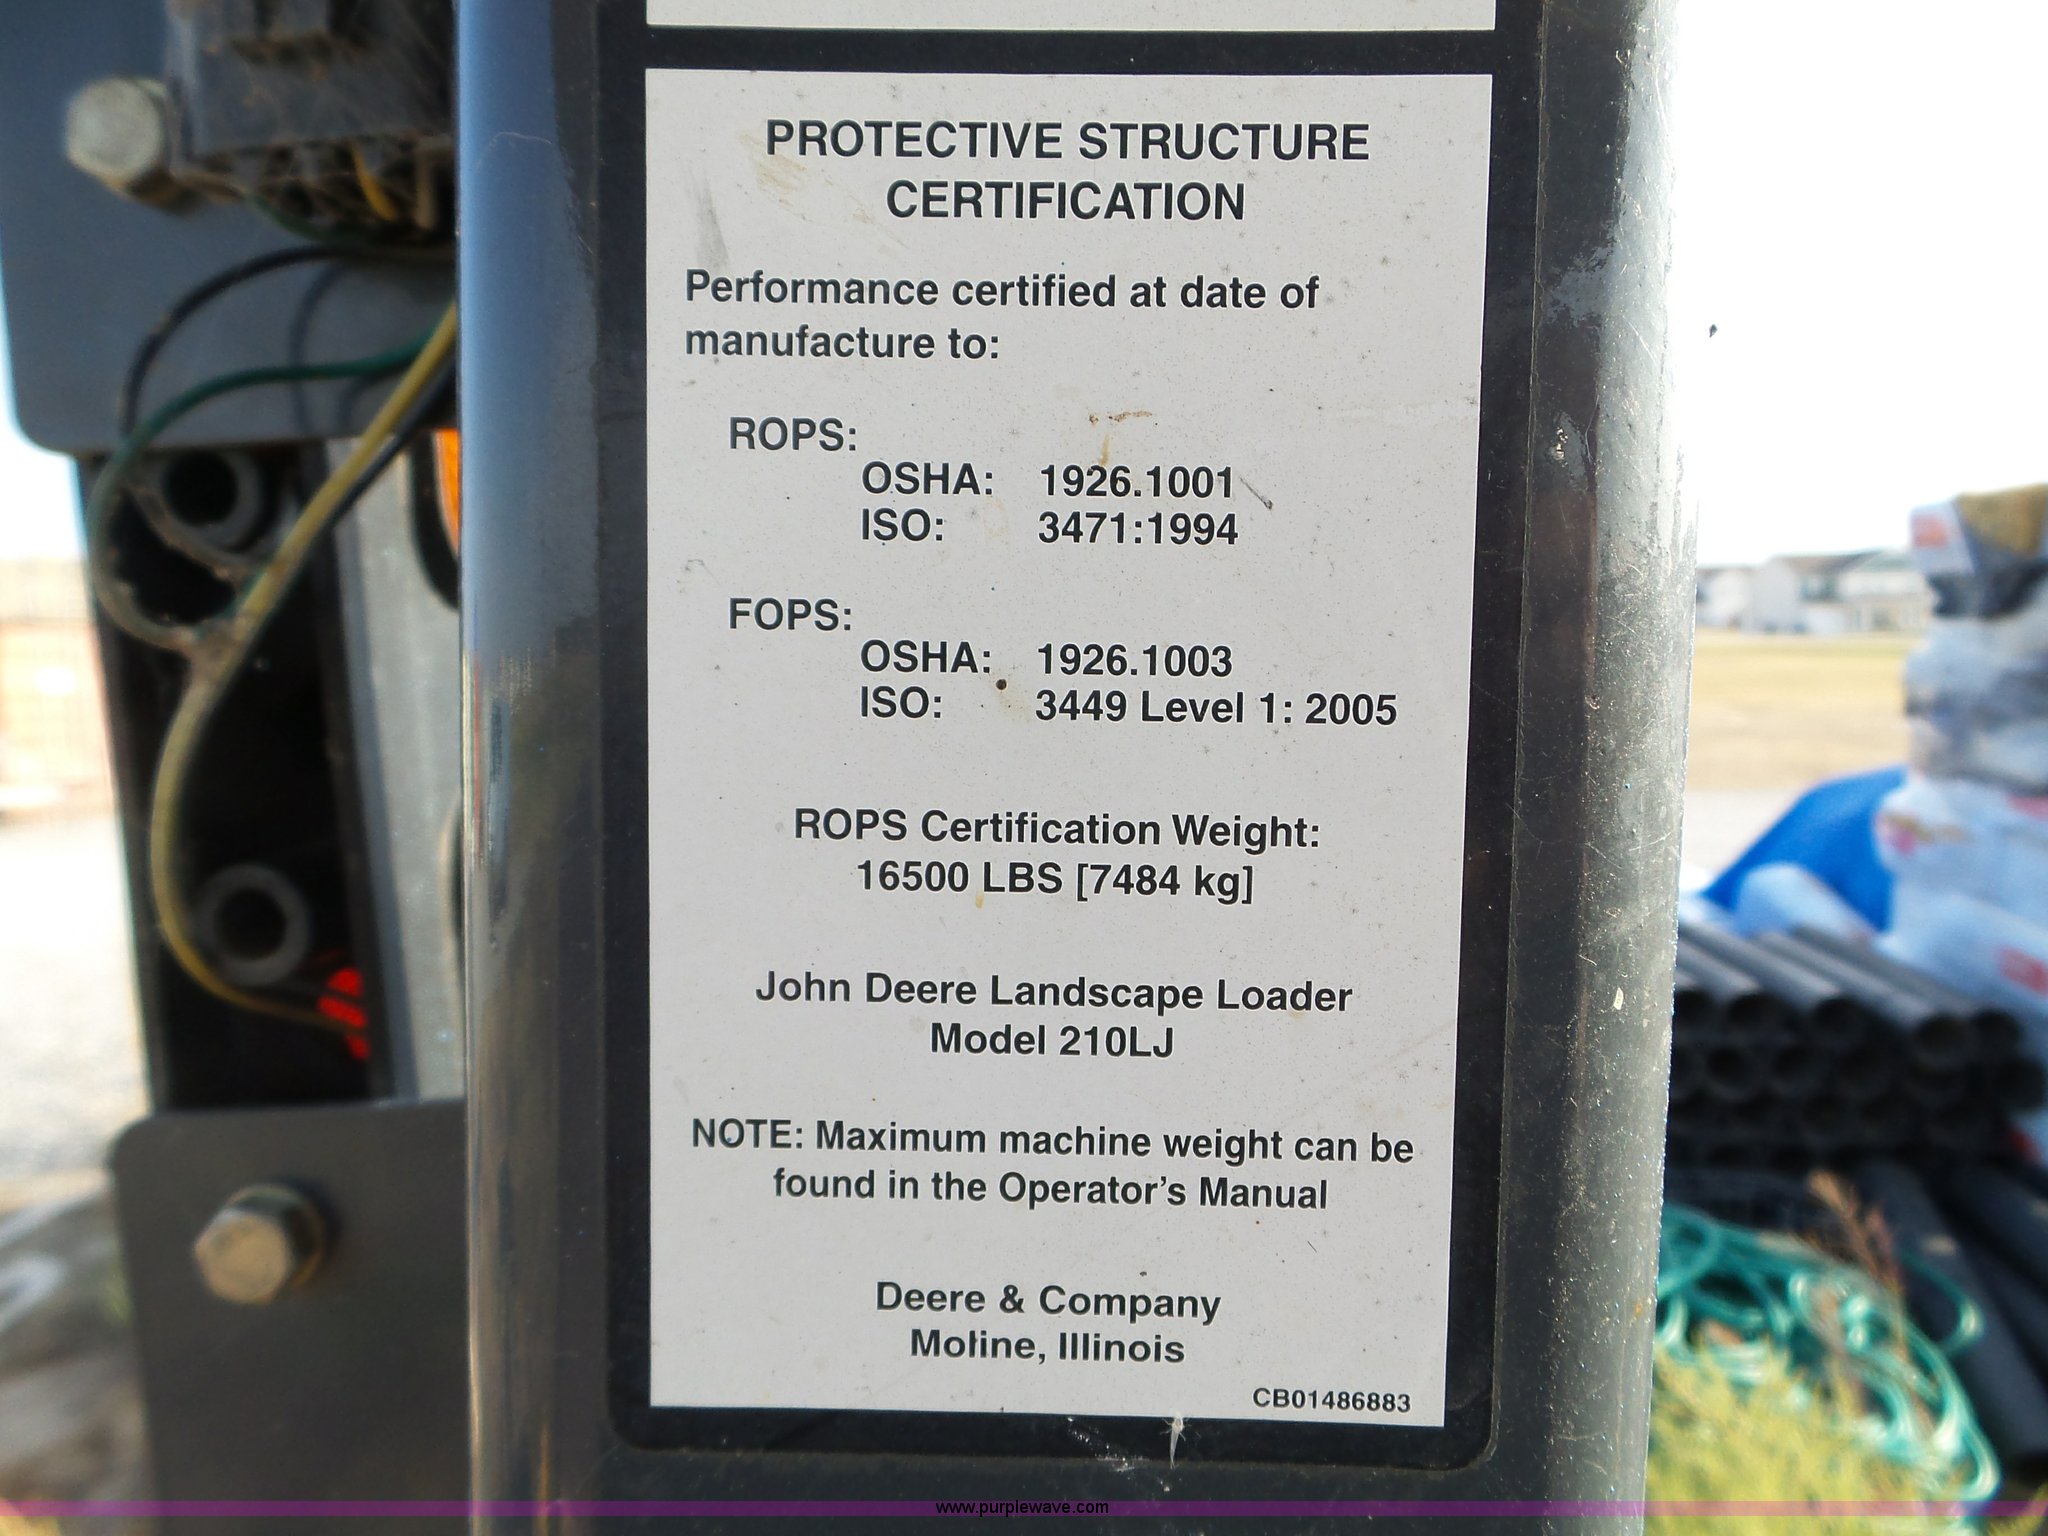 PROTECTIVE STRUCTURE
CERTIFICATION
Performance certified at date of
manufacture to:
ROPS:
OSHA: 1926.1001
ISO: 3471:1994
FOPS:
OSHA: 1926.1003
ISO: 3449 Level 1: 2005
ROPS Certification Weight:
16500 LBS [7484 kg]
John Deere Landscape Loader
Model 210LJ
NOTE: Maximum machine weight can be
found in the Operator's Manual
Deere & Company
Moline, Illinois
CB01486883
www.purplewave.com